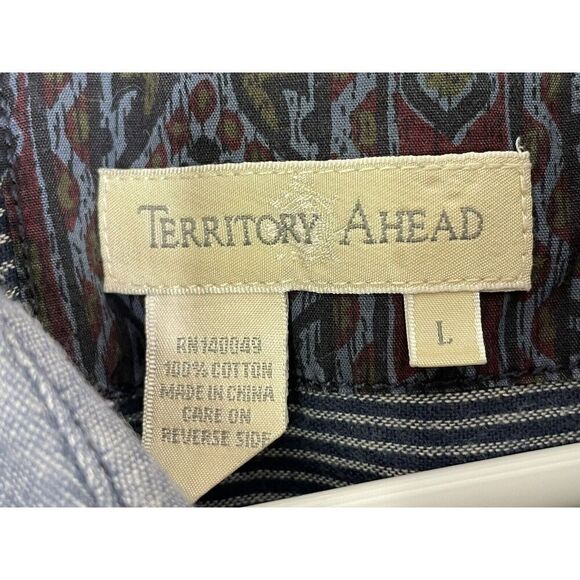 TERRITORY AHEAD
L
RN140049
100% COTTON
MADE IN CHINA
CARE ON
REVERSE SIDE